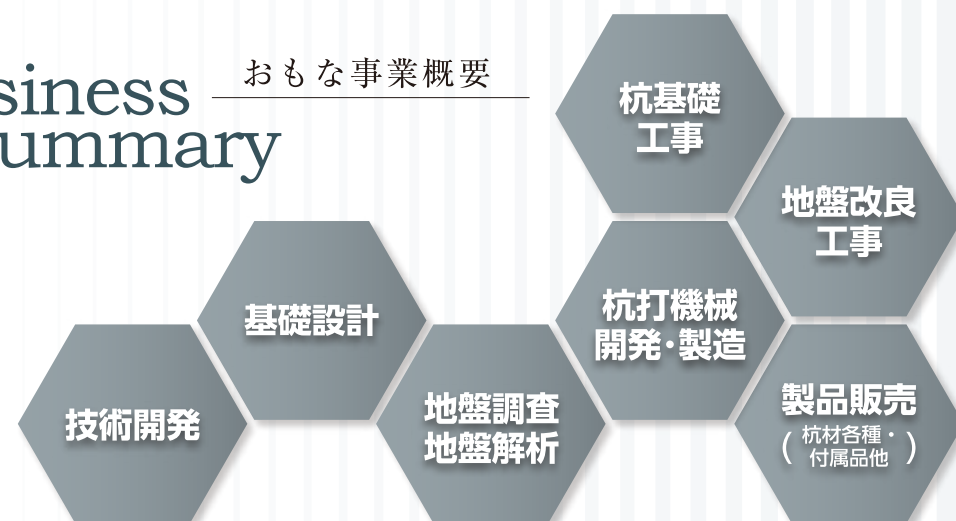 siness
ummary
おもな事業概要
杭基礎
工事
地盤改良
工事
基礎設計
杭打機械
開発・製造
技術開発
地盤調査
地盤解析
製品販売
(杭材各種・
付属品他)